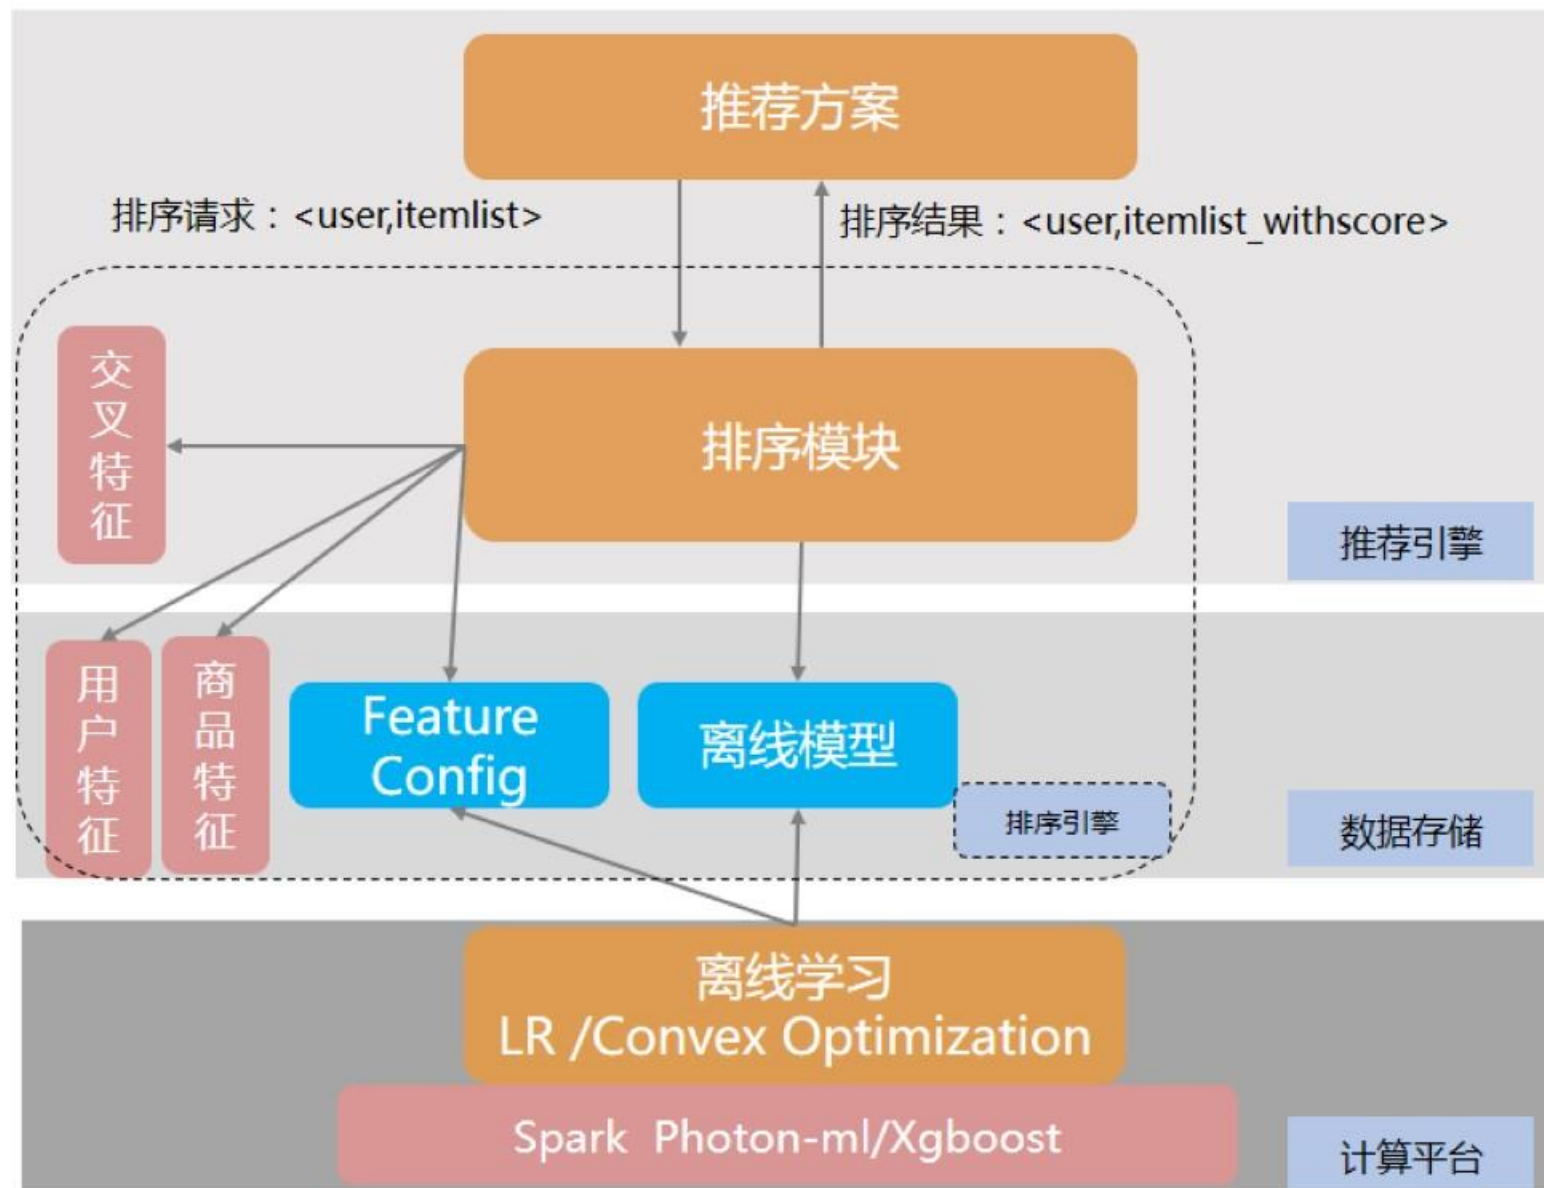 推荐方案
排序请求：<user,itemlist>
排序结果：<user,itemlist_withscore>
交
叉
特
征
排序模块
推荐引擎
用
户
特
征
商
品
特
征
Feature
Config
离线模型
排序引擎
数据存储
离线学习
LR /Convex Optimization
Spark Photon-ml/Xgboost
计算平台